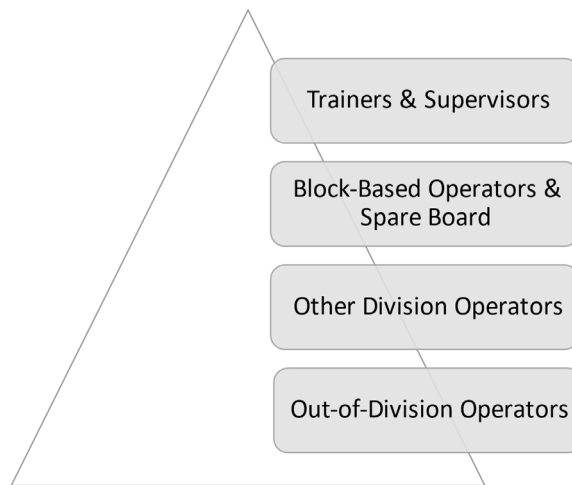 Trainers & Supervisors
Block-Based Operators &
Spare Board
Other Division Operators
Out-of-Division Operators